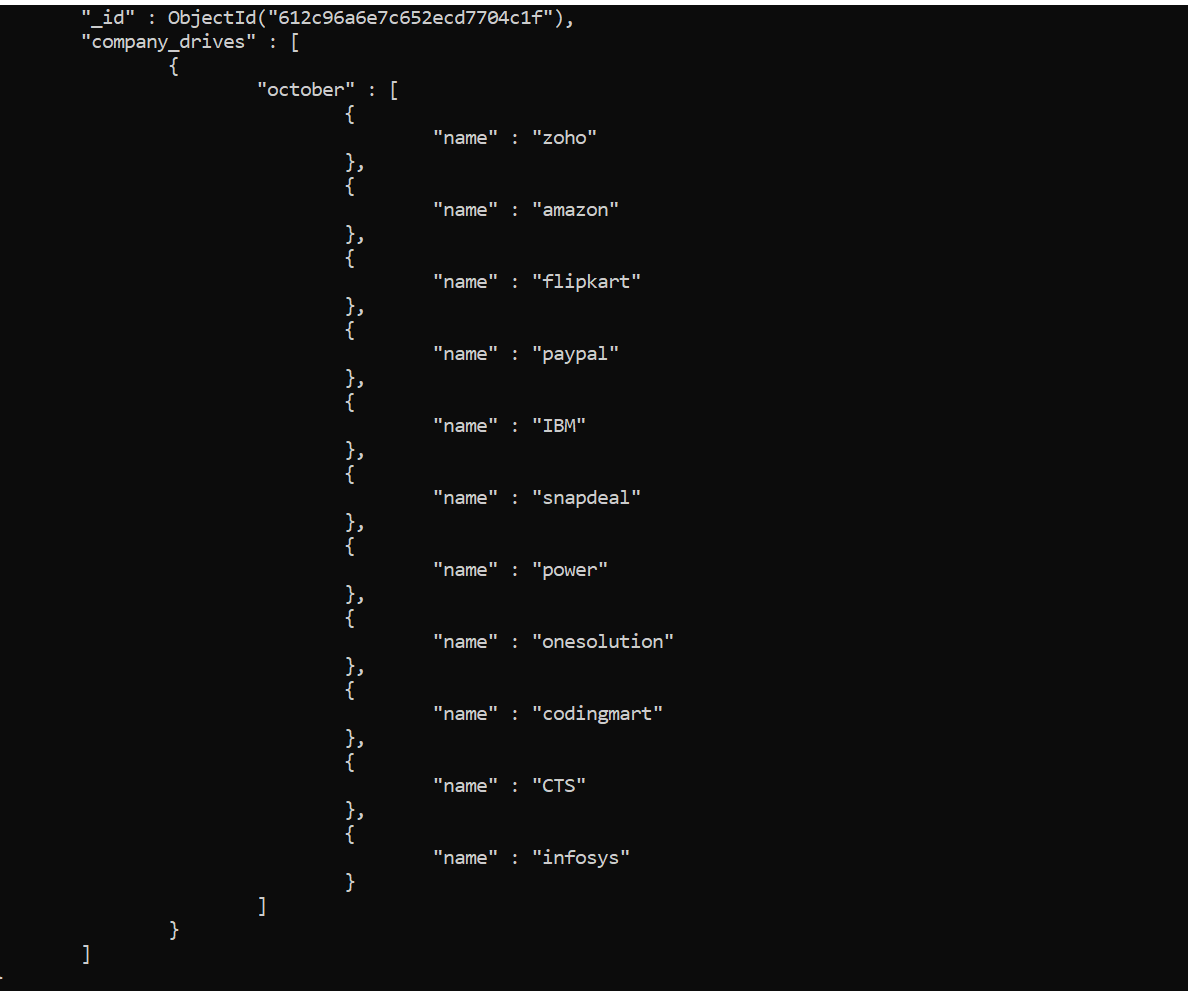 "_id" : ObjectId("612c96a6e7c652ecd7704c1f"),
"company_drives" : [
{
"october" : [
{
"name" : "zoho"
},
{
"name" : "amazon"
},
{
"name" : "flipkart"
},
{
"name" : "paypal"
},
{
"name" : "IBM"
},
{
"name" : "snapdeal"
},
{
"name" : "power"
},
{
"name" : "onesolution"
},
{
"name" : "codingmart"
},
{
"name" : "CTS"
},
{
"name" : "infosys"
}
]
}
]